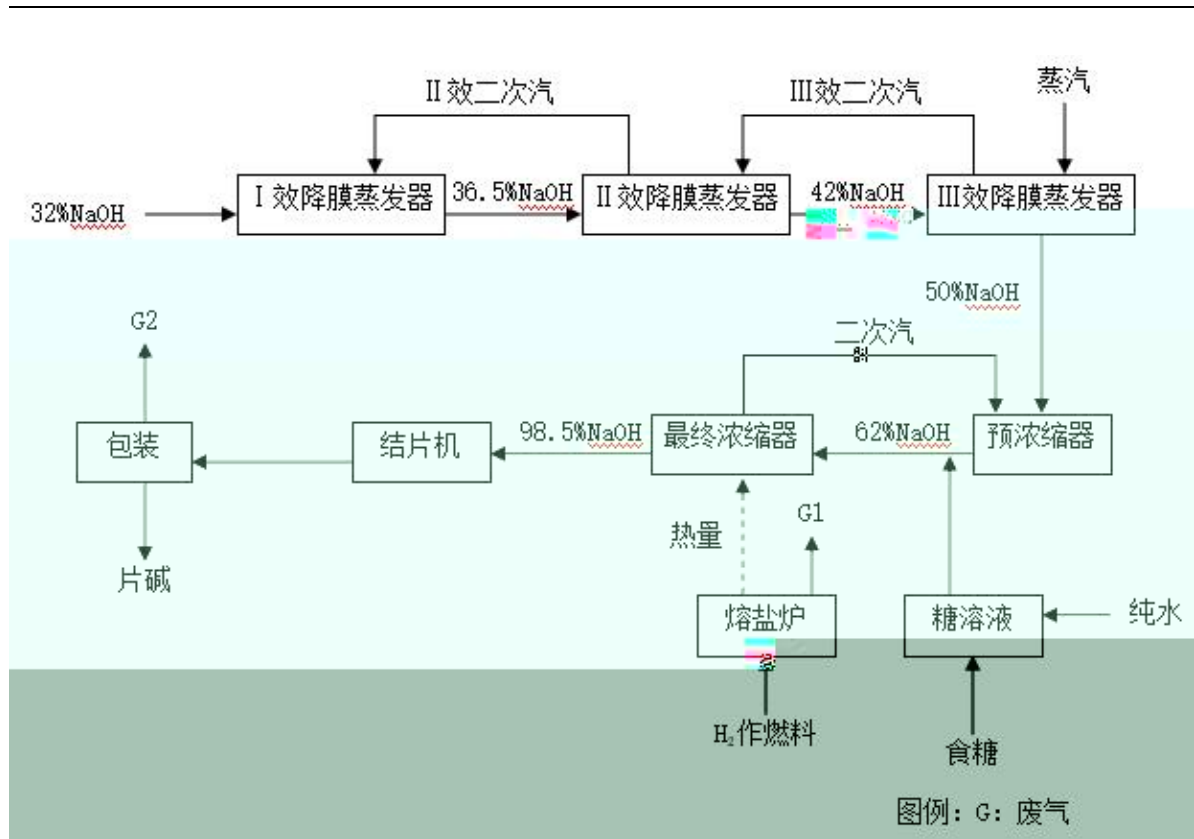 II效二次汽
III效二次汽
蒸汽
32%NaOH
I效降膜蒸发器
36.5%NaOH
II效降膜蒸发器
42%NaOH
III效降膜蒸发器
50%NaOH
G2
二次汽
包装
结片机
98.5%NaOH
最终浓缩器
62%NaOH
预浓缩器
热量
G1
片碱
熔盐炉
糖溶液
纯水
H₂作燃料
食糖
图例：G：废气